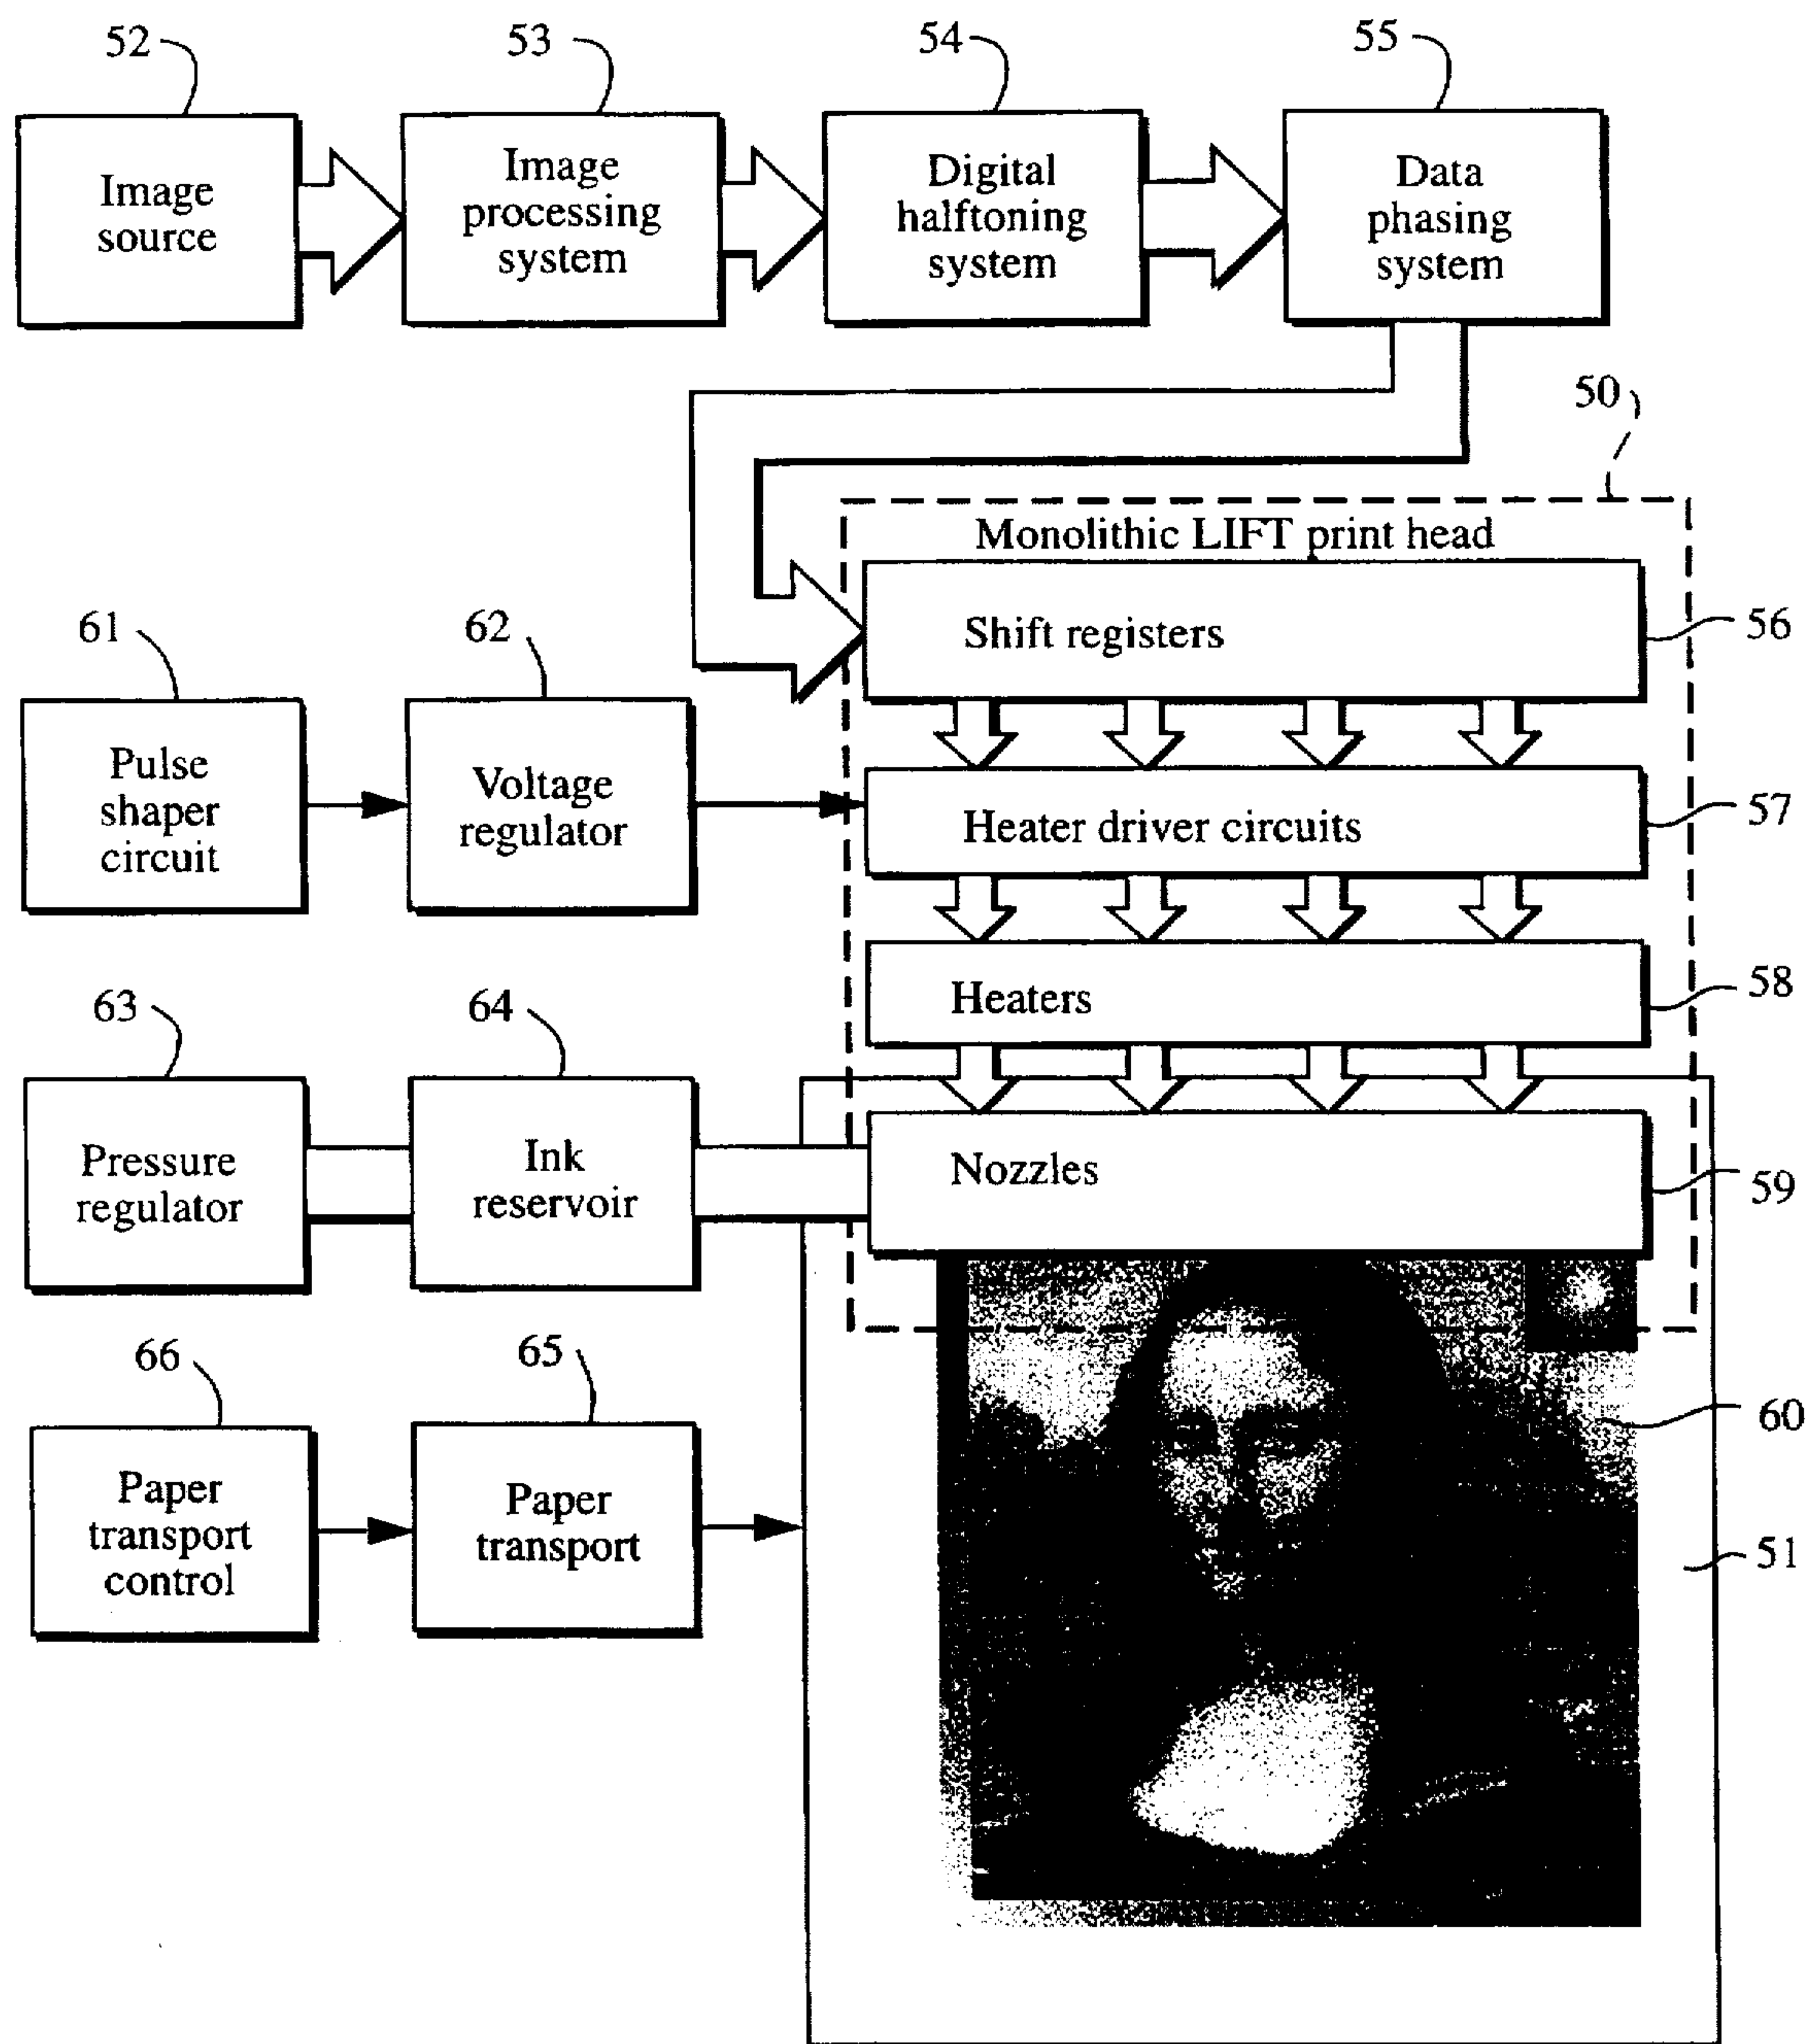 52
53
54
55
Image
source
Image
processing
system
Digital
halftoning
system
Data
phasing
system
50
Monolithic LIFT print head
Shift registers
56
61
62
Pulse
shaper
circuit
Voltage
regulator
Heater driver circuits
57
Heaters
58
63
64
Pressure
regulator
Ink
reservoir
Nozzles
59
66
65
Paper
transport
control
Paper
transport
60
51